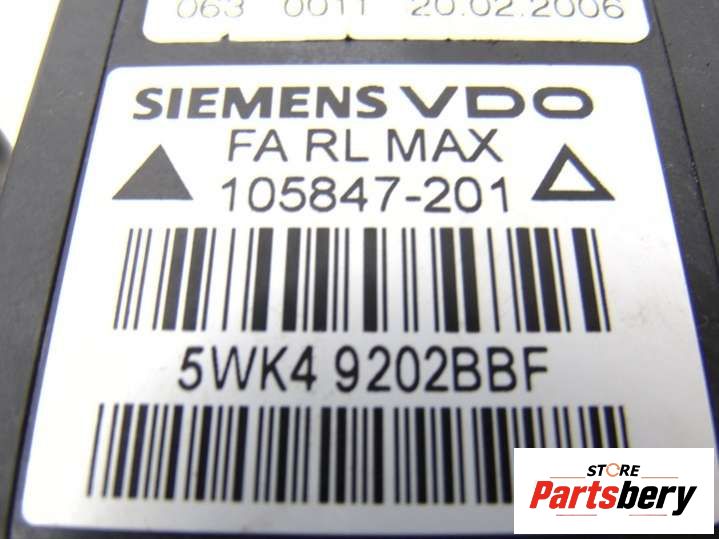 063 0011 20.02.2006
SIEMENS VDO
FA RL MAX
105847-201
5WK4 9202BBF
STORE
Partsbery